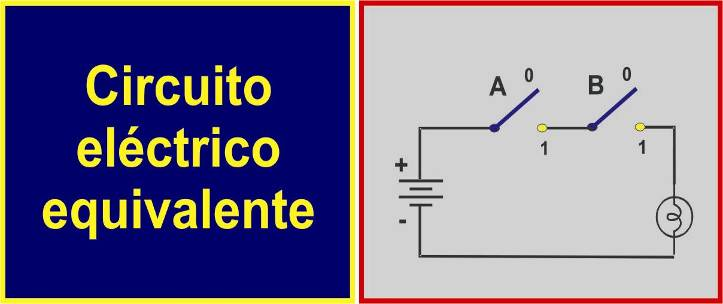 Circuito
eléctrico
equivalente
A 0 B 0
1 1
+
-